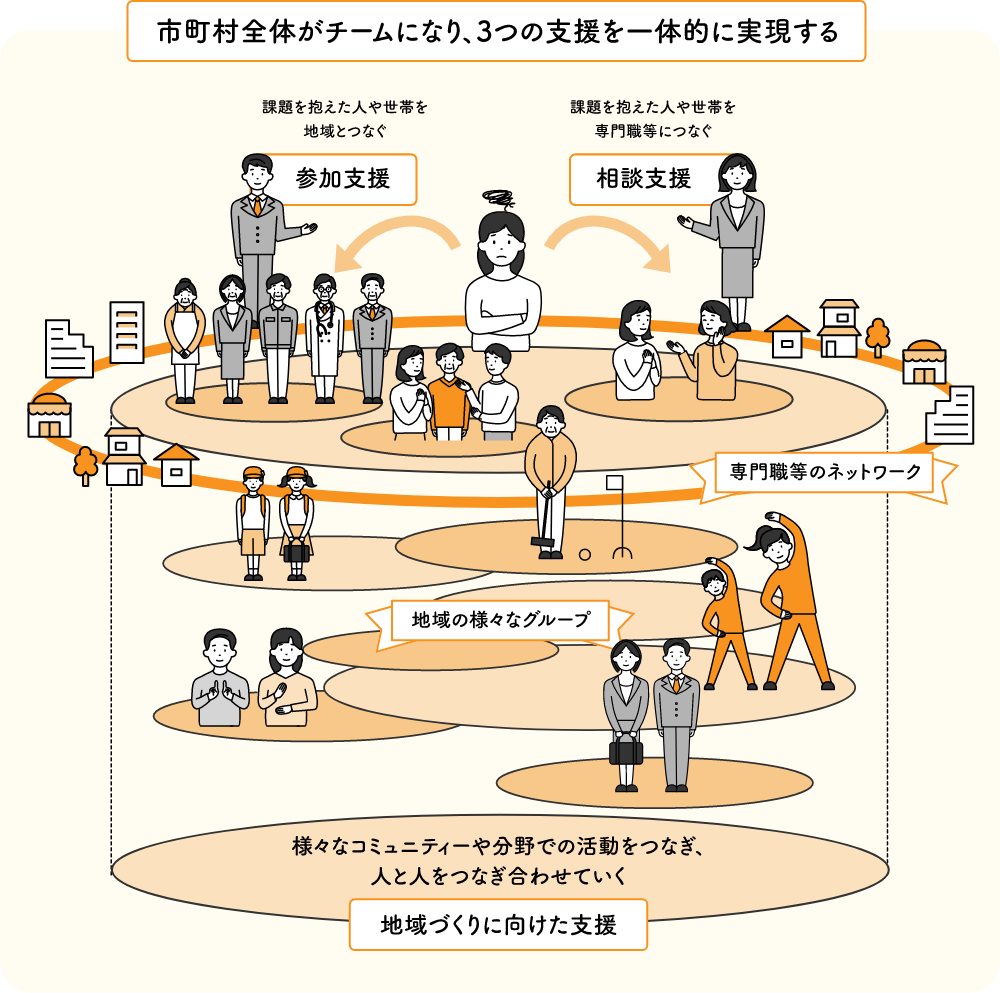 市町村全体がチームになり、3つの支援を一体的に実現する
課題を抱えた人や世帯を
地域とつなぐ
参加支援
課題を抱えた人や世帯を
専門職等につなぐ
相談支援
専門職等のネットワーク
地域の様々なグループ
様々なコミュニティーや分野での活動をつなぎ、
人と人をつなぎ合わせていく
地域づくりに向けた支援